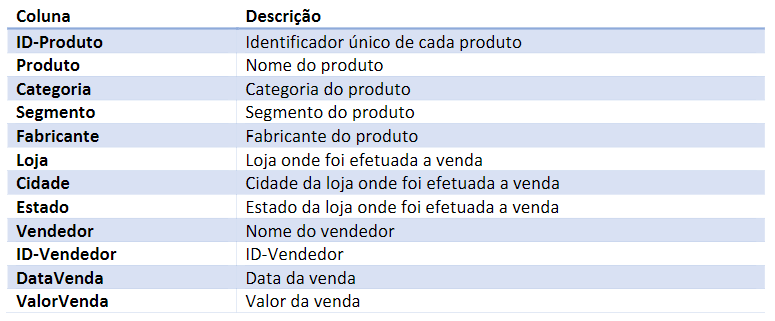 Coluna Descrição
ID-Produto Identificador único de cada produto
Produto Nome do produto
Categoria Categoria do produto
Segmento Segmento do produto
Fabricante Fabricante do produto
Loja Loja onde foi efetuada a venda
Cidade Cidade da loja onde foi efetuada a venda
Estado Estado da loja onde foi efetuada a venda
Vendedor Nome do vendedor
ID-Vendedor ID-Vendedor
DataVenda Data da venda
ValorVenda Valor da venda